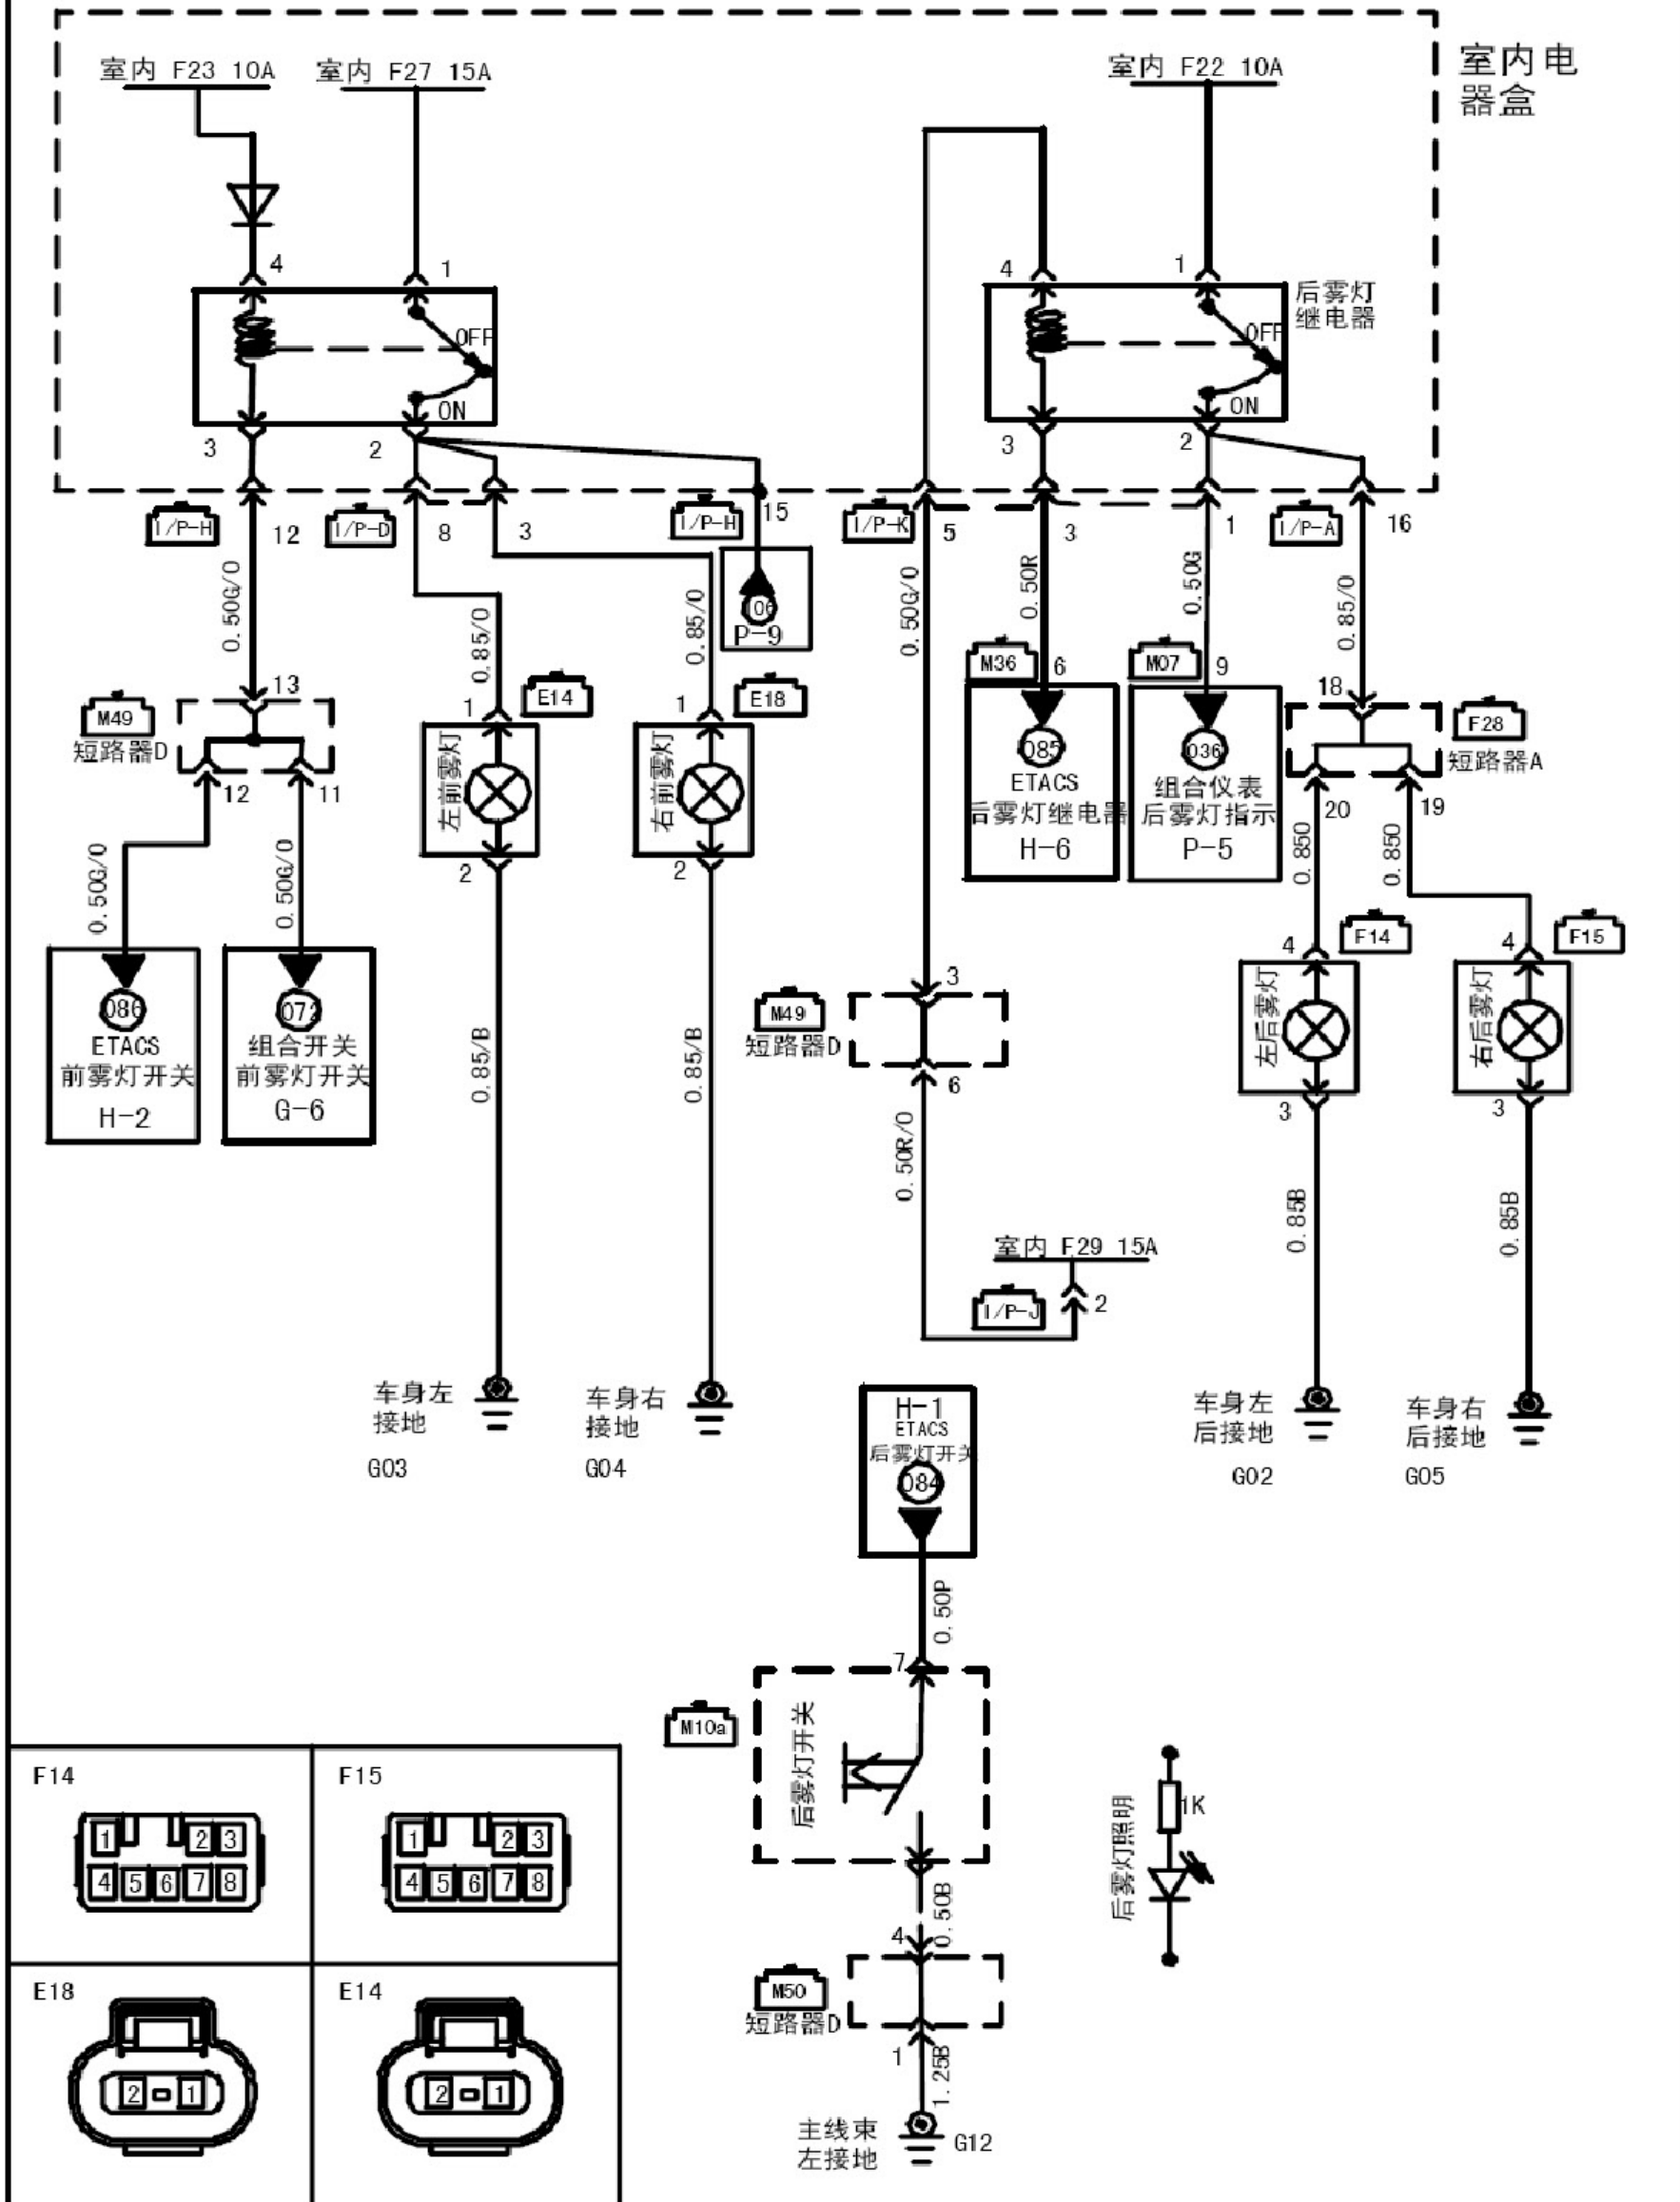 室内 F23 10A
室内 F27 15A
室内 F22 10A
室内电
器盒
4
1
4
1
后雾灯
继电器
OFF
ON
OFF
ON
3
2
3
2
I/P-H
12
I/P-D
8
3
I/P-H
15
I/P-K
5
3
1
I/P-A
16
0.50G/O
0.85/O
0.85/O
106
P-9
0.50G/O
0.50R
0.50G
0.85/O
M49
短路器D
13
12
11
1
E14
左前雾灯
2
1
E18
右前雾灯
2
M36
6
085
ETACS
后雾灯继电器
H-6
M07
9
036
组合仪表
后雾灯指示
P-5
18
F28
短路器A
20
19
0.50G/O
0.50G/O
0.85O
0.85O
086
ETACS
前雾灯开关
H-2
072
组合开关
前雾灯开关
G-6
0.85/B
0.85/B
M49
短路器D
3
6
0.50R/O
4
F14
左后雾灯
3
4
F15
右后雾灯
3
0.85B
0.85B
室内 F29 15A
I/P-J
2
车身左
接地
G03
车身右
接地
G04
H-1
ETACS
后雾灯开关
084
车身左
后接地
G02
车身右
后接地
G05
0.50P
7
M10a
后雾灯开关
0.50B
4
M50
短路器D
1
1.25B
主线束
左接地
G12
后雾灯照明
1K
F14
1 2 3
4 5 6 7 8
F15
1 2 3
4 5 6 7 8
E18
2 1
E14
2 1